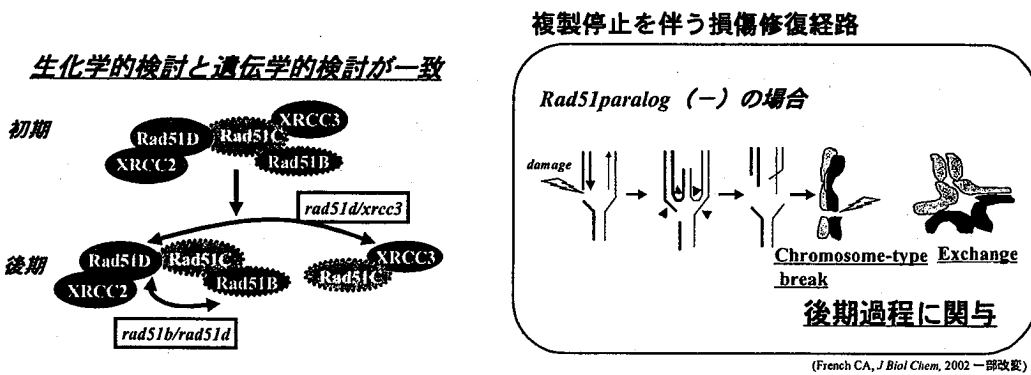 生化学的検討と遺伝学的検討が一致
初期
XRCC3
Rad51D
Rad51C
XRCC2
Rad51B
rad51d/xrcc3
後期
Rad51D
Rad51C
XRCC3
XRCC2
Rad51B
Rad51C
rad51b/rad51d
複製停止を伴う損傷修復経路
Rad51paralog（−）の場合
damage
Chromosome-type
break
Exchange
後期過程に関与
(French CA, J Biol Chem, 2002 一部改変)